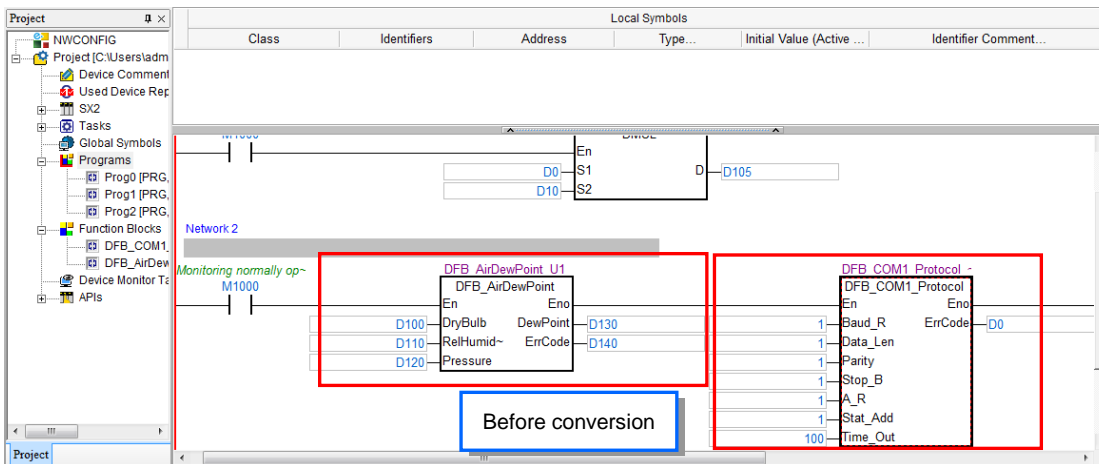 Project
NWCONFIG
Project [C:\Users\adm
Device Comment
Used Device Rep
SX2
Tasks
Global Symbols
Programs
Prog0 [PRG,
Prog1 [PRG,
Prog2 [PRG,
Function Blocks
DFB_COM1_
DFB_AirDew
Device Monitor Ta
APIs
Project
Local Symbols
Class Identifiers Address Type... Initial Value (Active ... Identifier Comment...
En
D0 S1 D D105
D10 S2
Network 2
Monitoring normally op~
M1000
DFB_AirDewPoint_U1
DFB_AirDewPoint
En Eno
D100 DryBulb DewPoint D130
D110 RelHumid~ ErrCode D140
D120 Pressure
DFB_COM1_Protocol_~
DFB_COM1_Protocol
En Eno
1 Baud_R ErrCode D0
1 Data_Len
1 Parity
1 Stop_B
1 A_R
1 Stat_Add
100 Time_Out
Before conversion